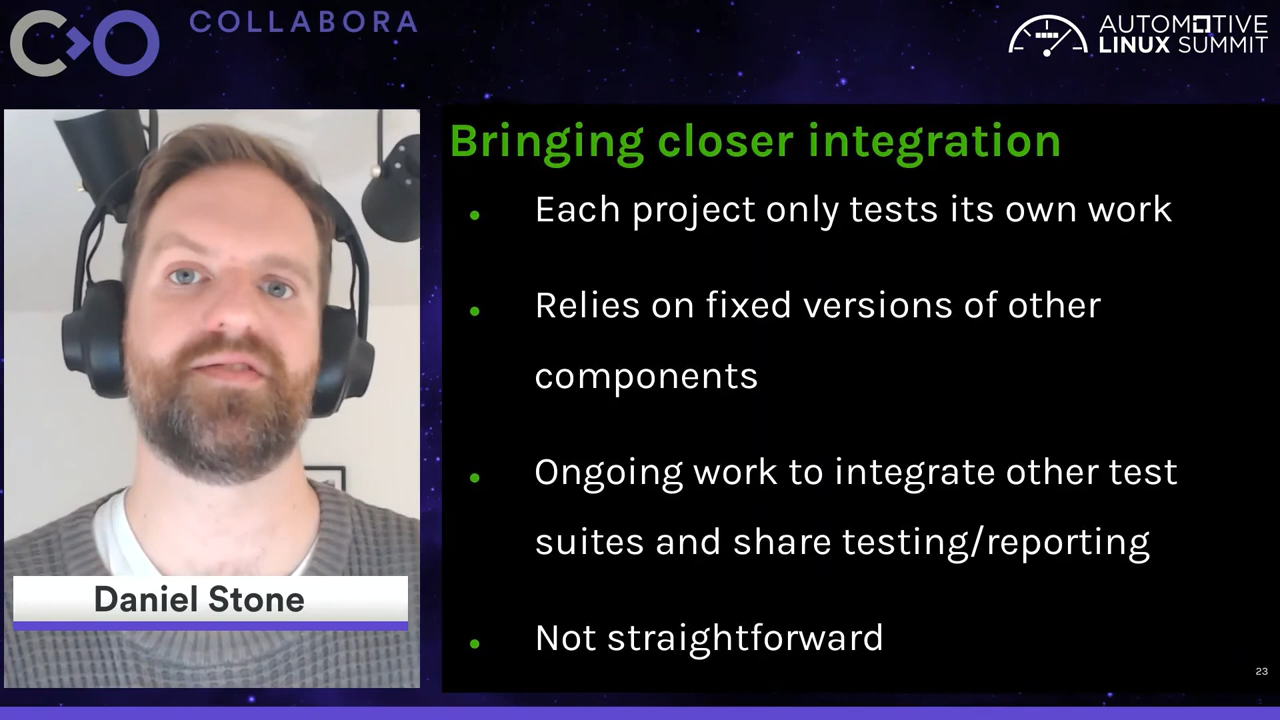 COLLABORA
AUTOMOTIVE
LINUX SUMMIT
Bringing closer integration
Each project only tests its own work
Relies on fixed versions of other
components
Ongoing work to integrate other test
suites and share testing/reporting
Not straightforward
Daniel Stone
23